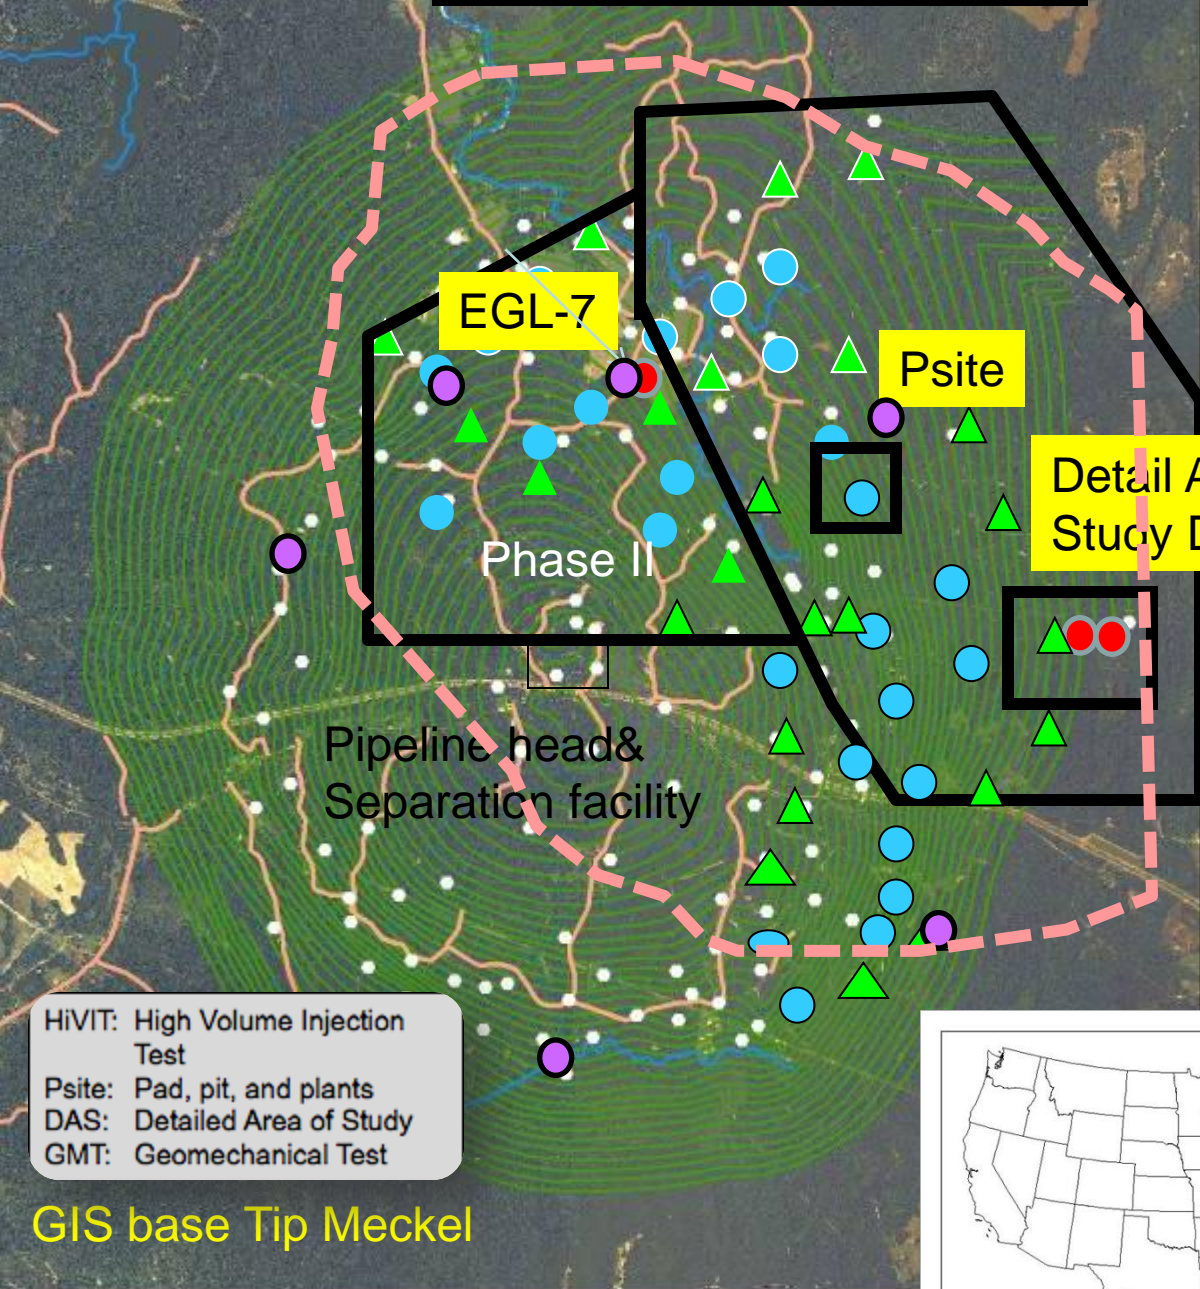 EGL-7
Psite
Detail A
Study D
Phase II
Pipeline head&
Separation facility
HiVIT: High Volume Injection
Test
Psite: Pad, pit, and plants
DAS: Detailed Area of Study
GMT: Geomechanical Test
GIS base Tip Meckel